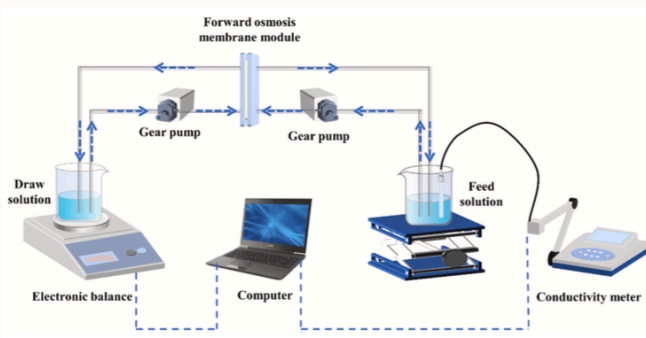 Forward osmosis
membrane module
Gear pump
Gear pump
Draw
solution
Feed
solution
Electronic balance
Computer
Conductivity meter